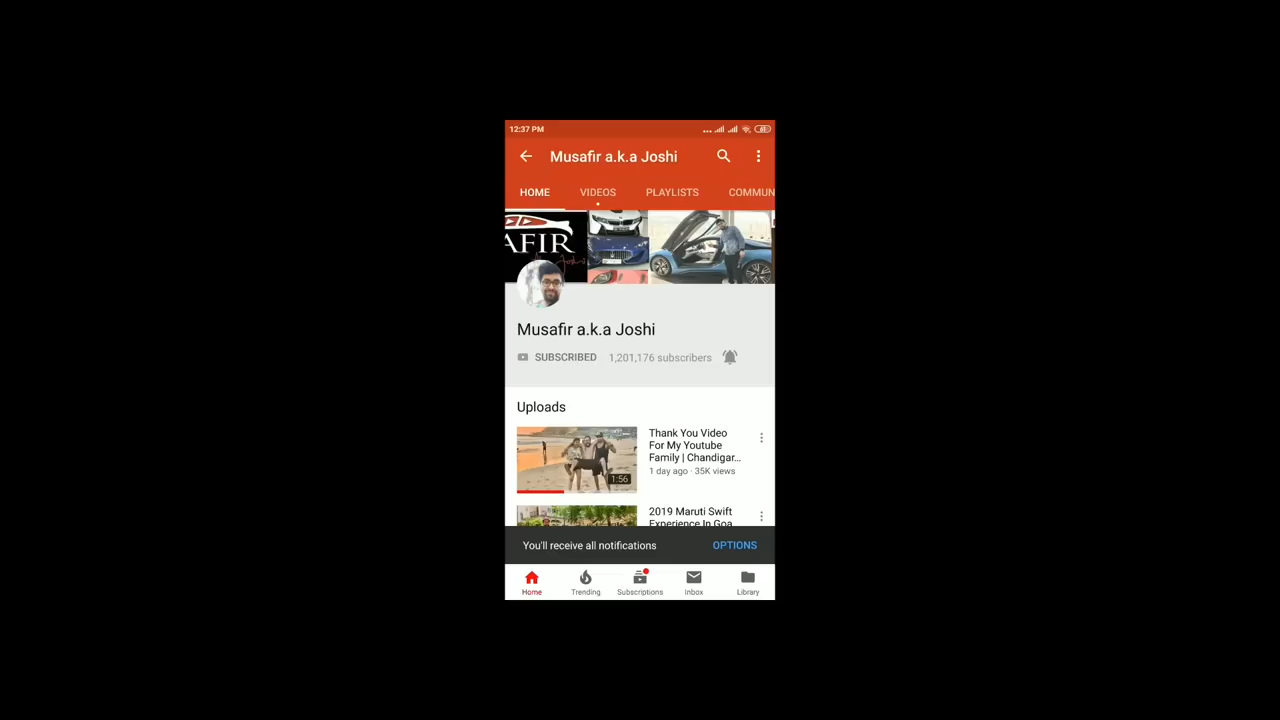 12:37 PM
61
Musafir a.k.a Joshi
HOME VIDEOS PLAYLISTS COMMUN
AFIR
Musafir a.k.a Joshi
SUBSCRIBED 1,201,176 subscribers
Uploads
Thank You Video
For My Youtube
Family | Chandigar...
1 day ago · 35K views
1:56
2019 Maruti Swift
Experience In Goa
You'll receive all notifications OPTIONS
Home Trending Subscriptions Inbox Library